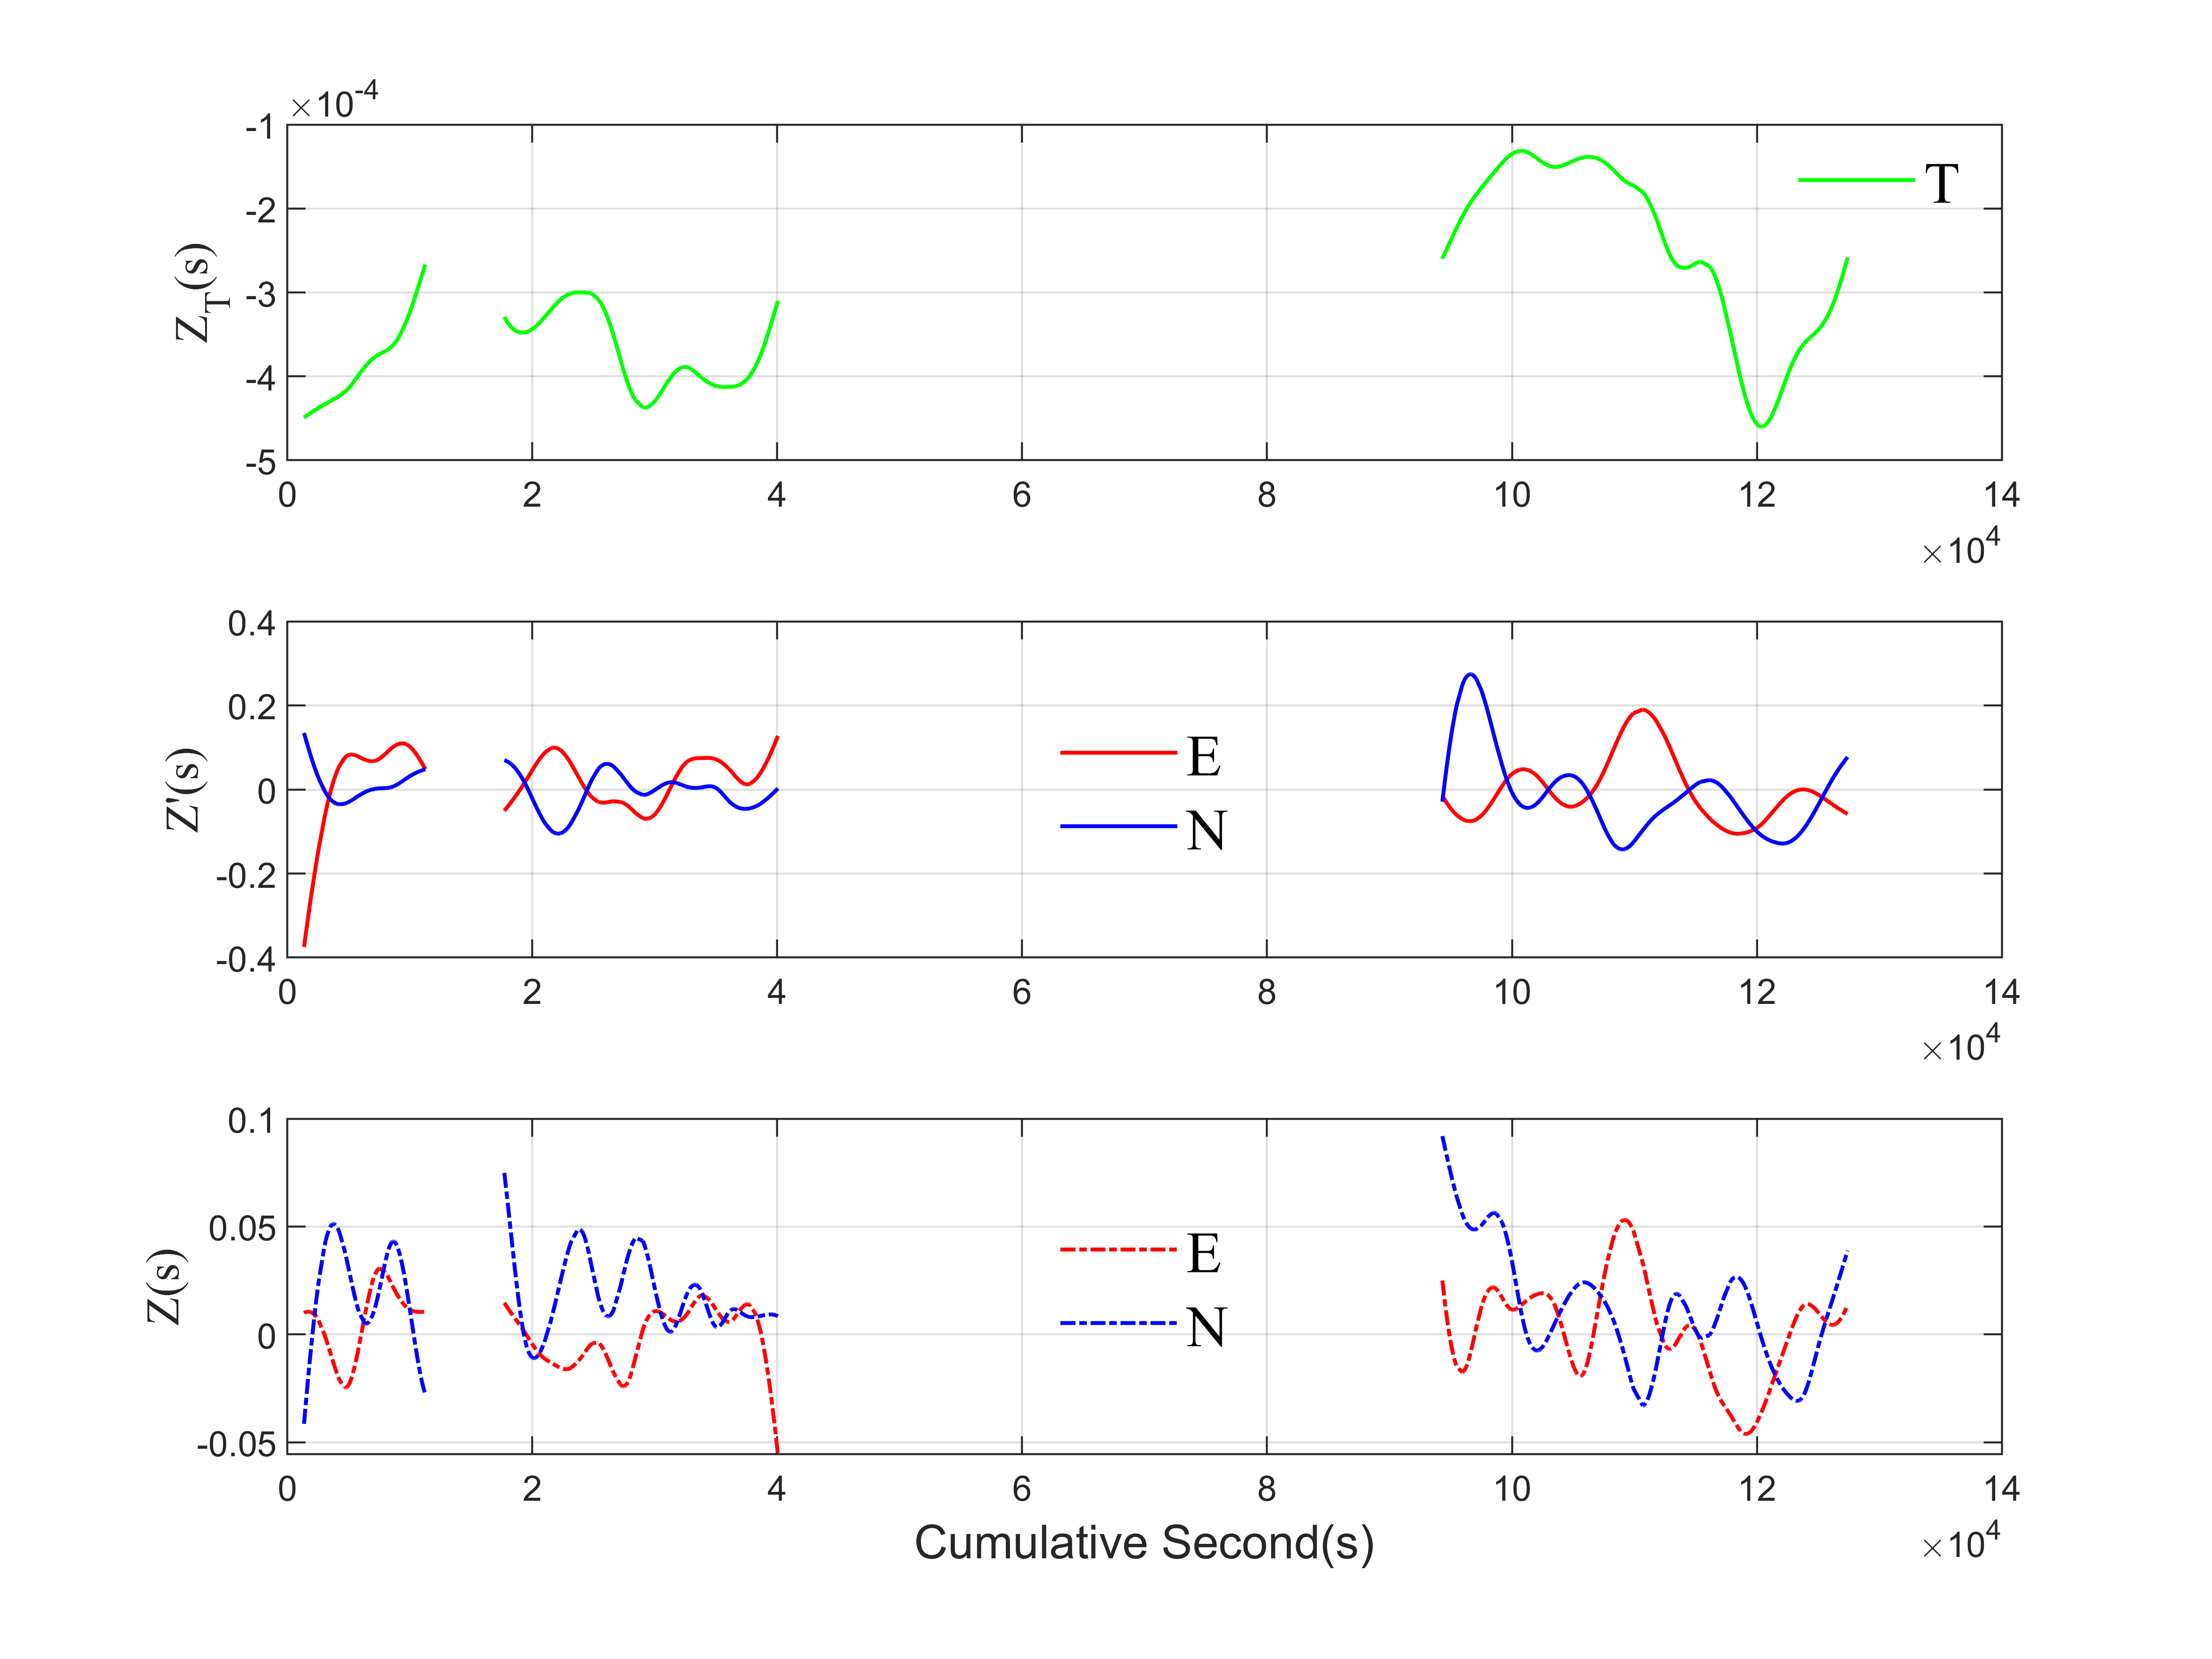 ×10-4
-1
-2
-3
-4
-5
Z_T(s)
T
0 2 4 6 8 10 12 14
×10^4
0.4
0.2
0
-0.2
-0.4
Z'(s)
E
N
0 2 4 6 8 10 12 14
×10^4
0.1
0.05
0
-0.05
Z(s)
E
N
0 2 4 6 8 10 12 14
Cumulative Second(s)
×10^4